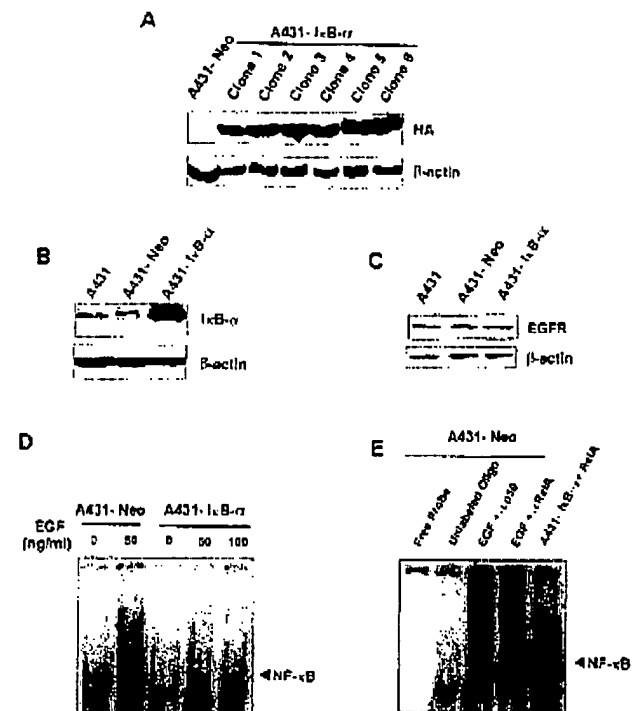 A
A431- IκB-α
A431- Neo
Clone 1
Clone 2
Clone 3
Clone 4
Clone 5
Clone 6
HA
β-actin
B
A431
A431- Neo
A431- IκB-α
IκB-α
β-actin
C
A431
A431- Neo
A431- IκB-α
EGFR
β-actin
D
A431- Neo
A431- IκB-α
EGF
(ng/ml)
0
50
0
50
100
NF-κB
E
A431- Neo
Free Probe
Unlabeled Oligo
EGF +
EGF +
A431- RelA
NF-κB